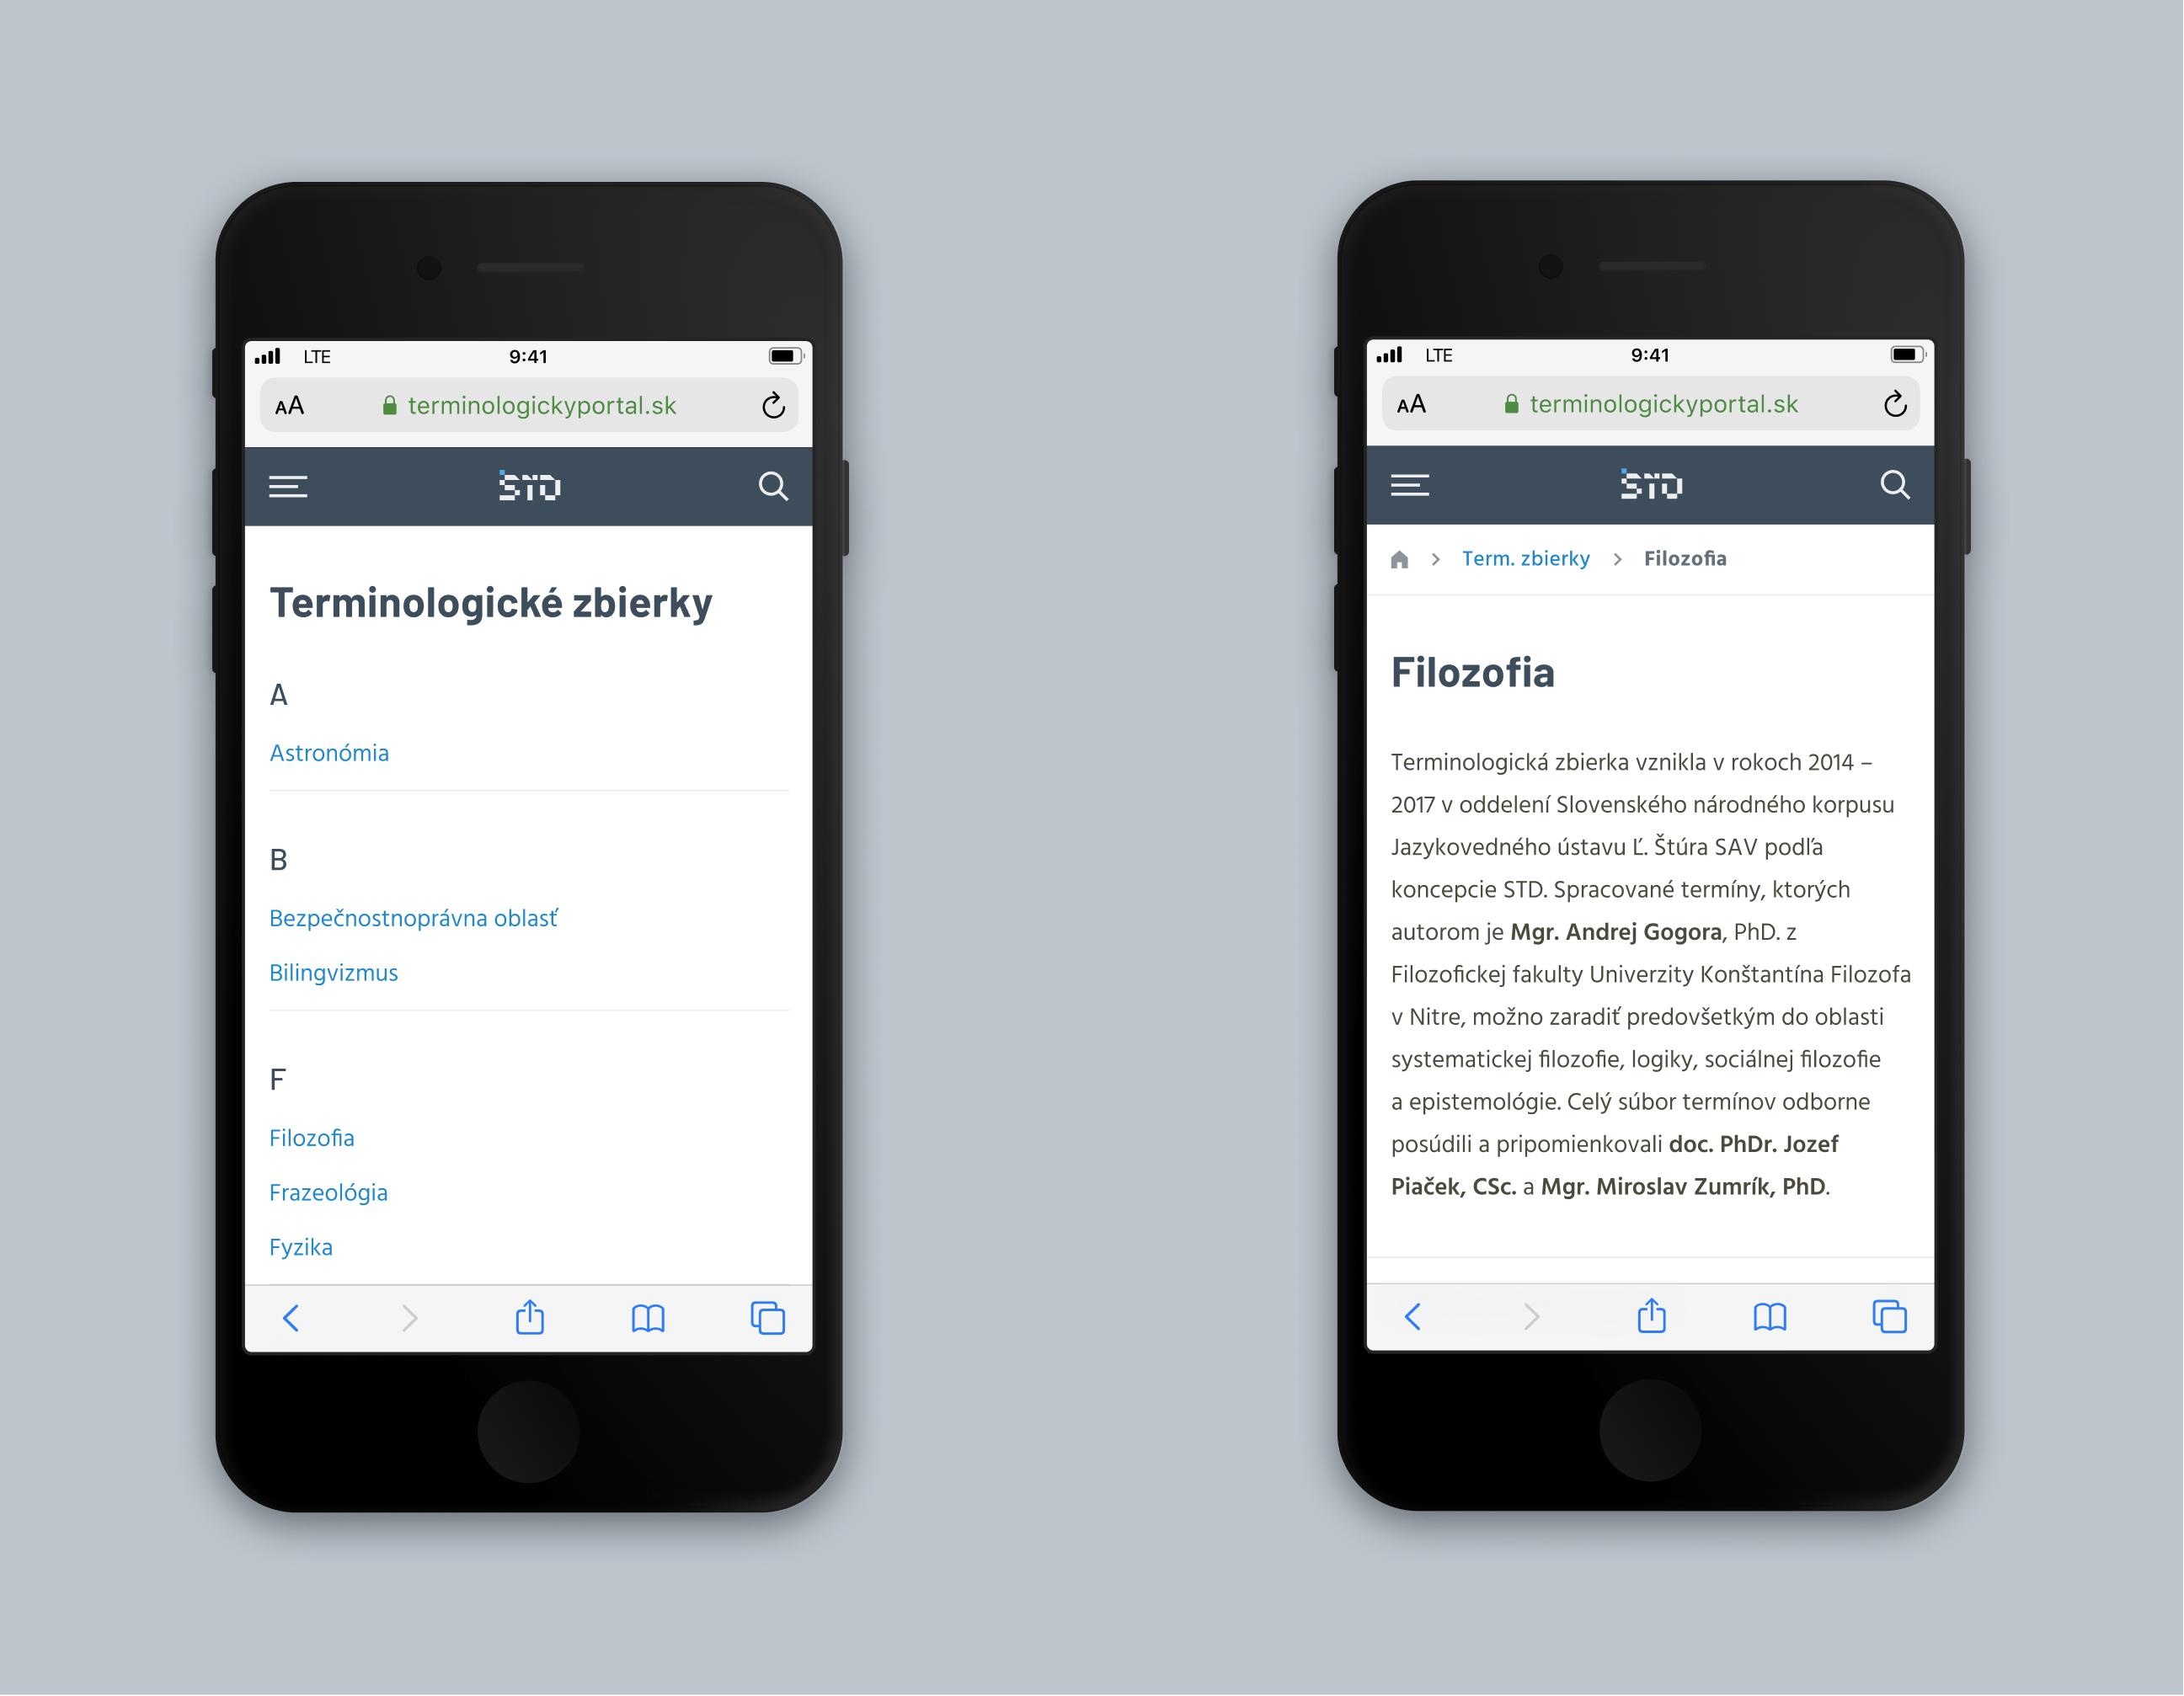 LTE 9:41
AA terminologickyportal.sk
STD
Terminologické zbierky
A
Astronómia
B
Bezpečnostnoprávna oblasť
Bilingvizmus
F
Filozofia
Frazeológia
Fyzika
LTE 9:41
AA terminologickyportal.sk
STD
Term. zbierky > Filozofia
Filozofia
Terminologická zbierka vznikla v rokoch 2014 –
2017 v oddelení Slovenského národného korpusu
Jazykovedného ústavu Ľ. Štúra SAV podľa
koncepcie STD. Spracované termíny, ktorých
autorom je Mgr. Andrej Gogora, PhD. z
Filozofickej fakulty Univerzity Konštantína Filozofa
v Nitre, možno zaradiť predovšetkým do oblasti
systematickej filozofie, logiky, sociálnej filozofie
a epistemológie. Celý súbor termínov odborne
posúdili a pripomienkovali doc. PhDr. Jozef
Piaček, CSc. a Mgr. Miroslav Zumrík, PhD.